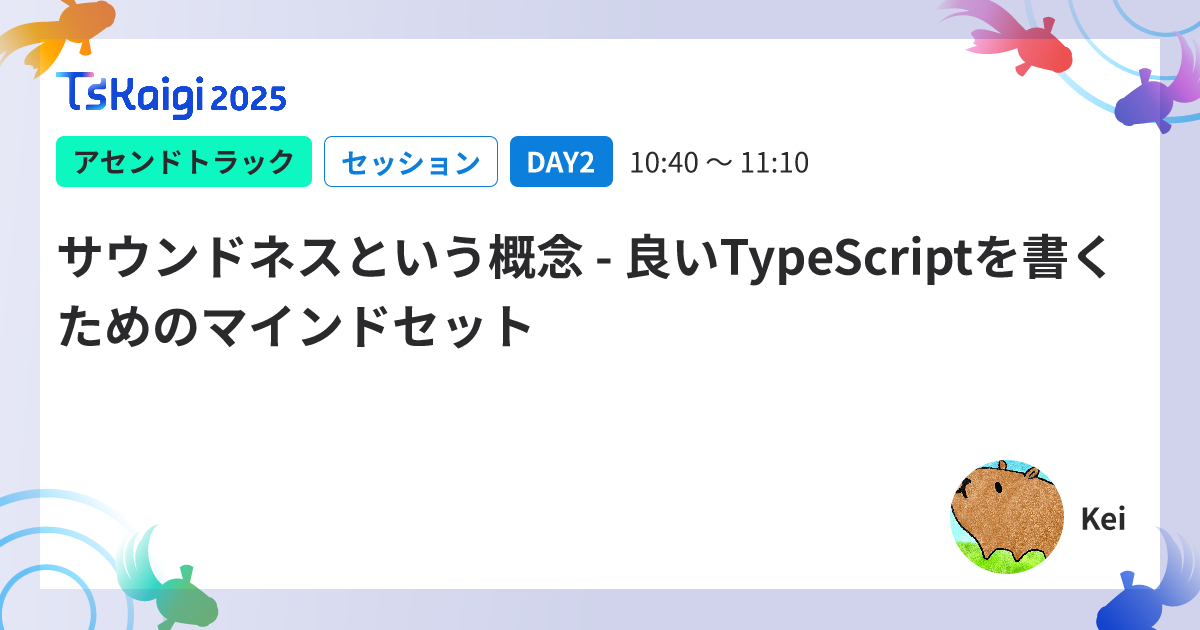 TSKaigi 2025
アセンドトラック セッション DAY2 10:40 〜 11:10
サウンドネスという概念 - 良いTypeScriptを書く
ためのマインドセット
Kei